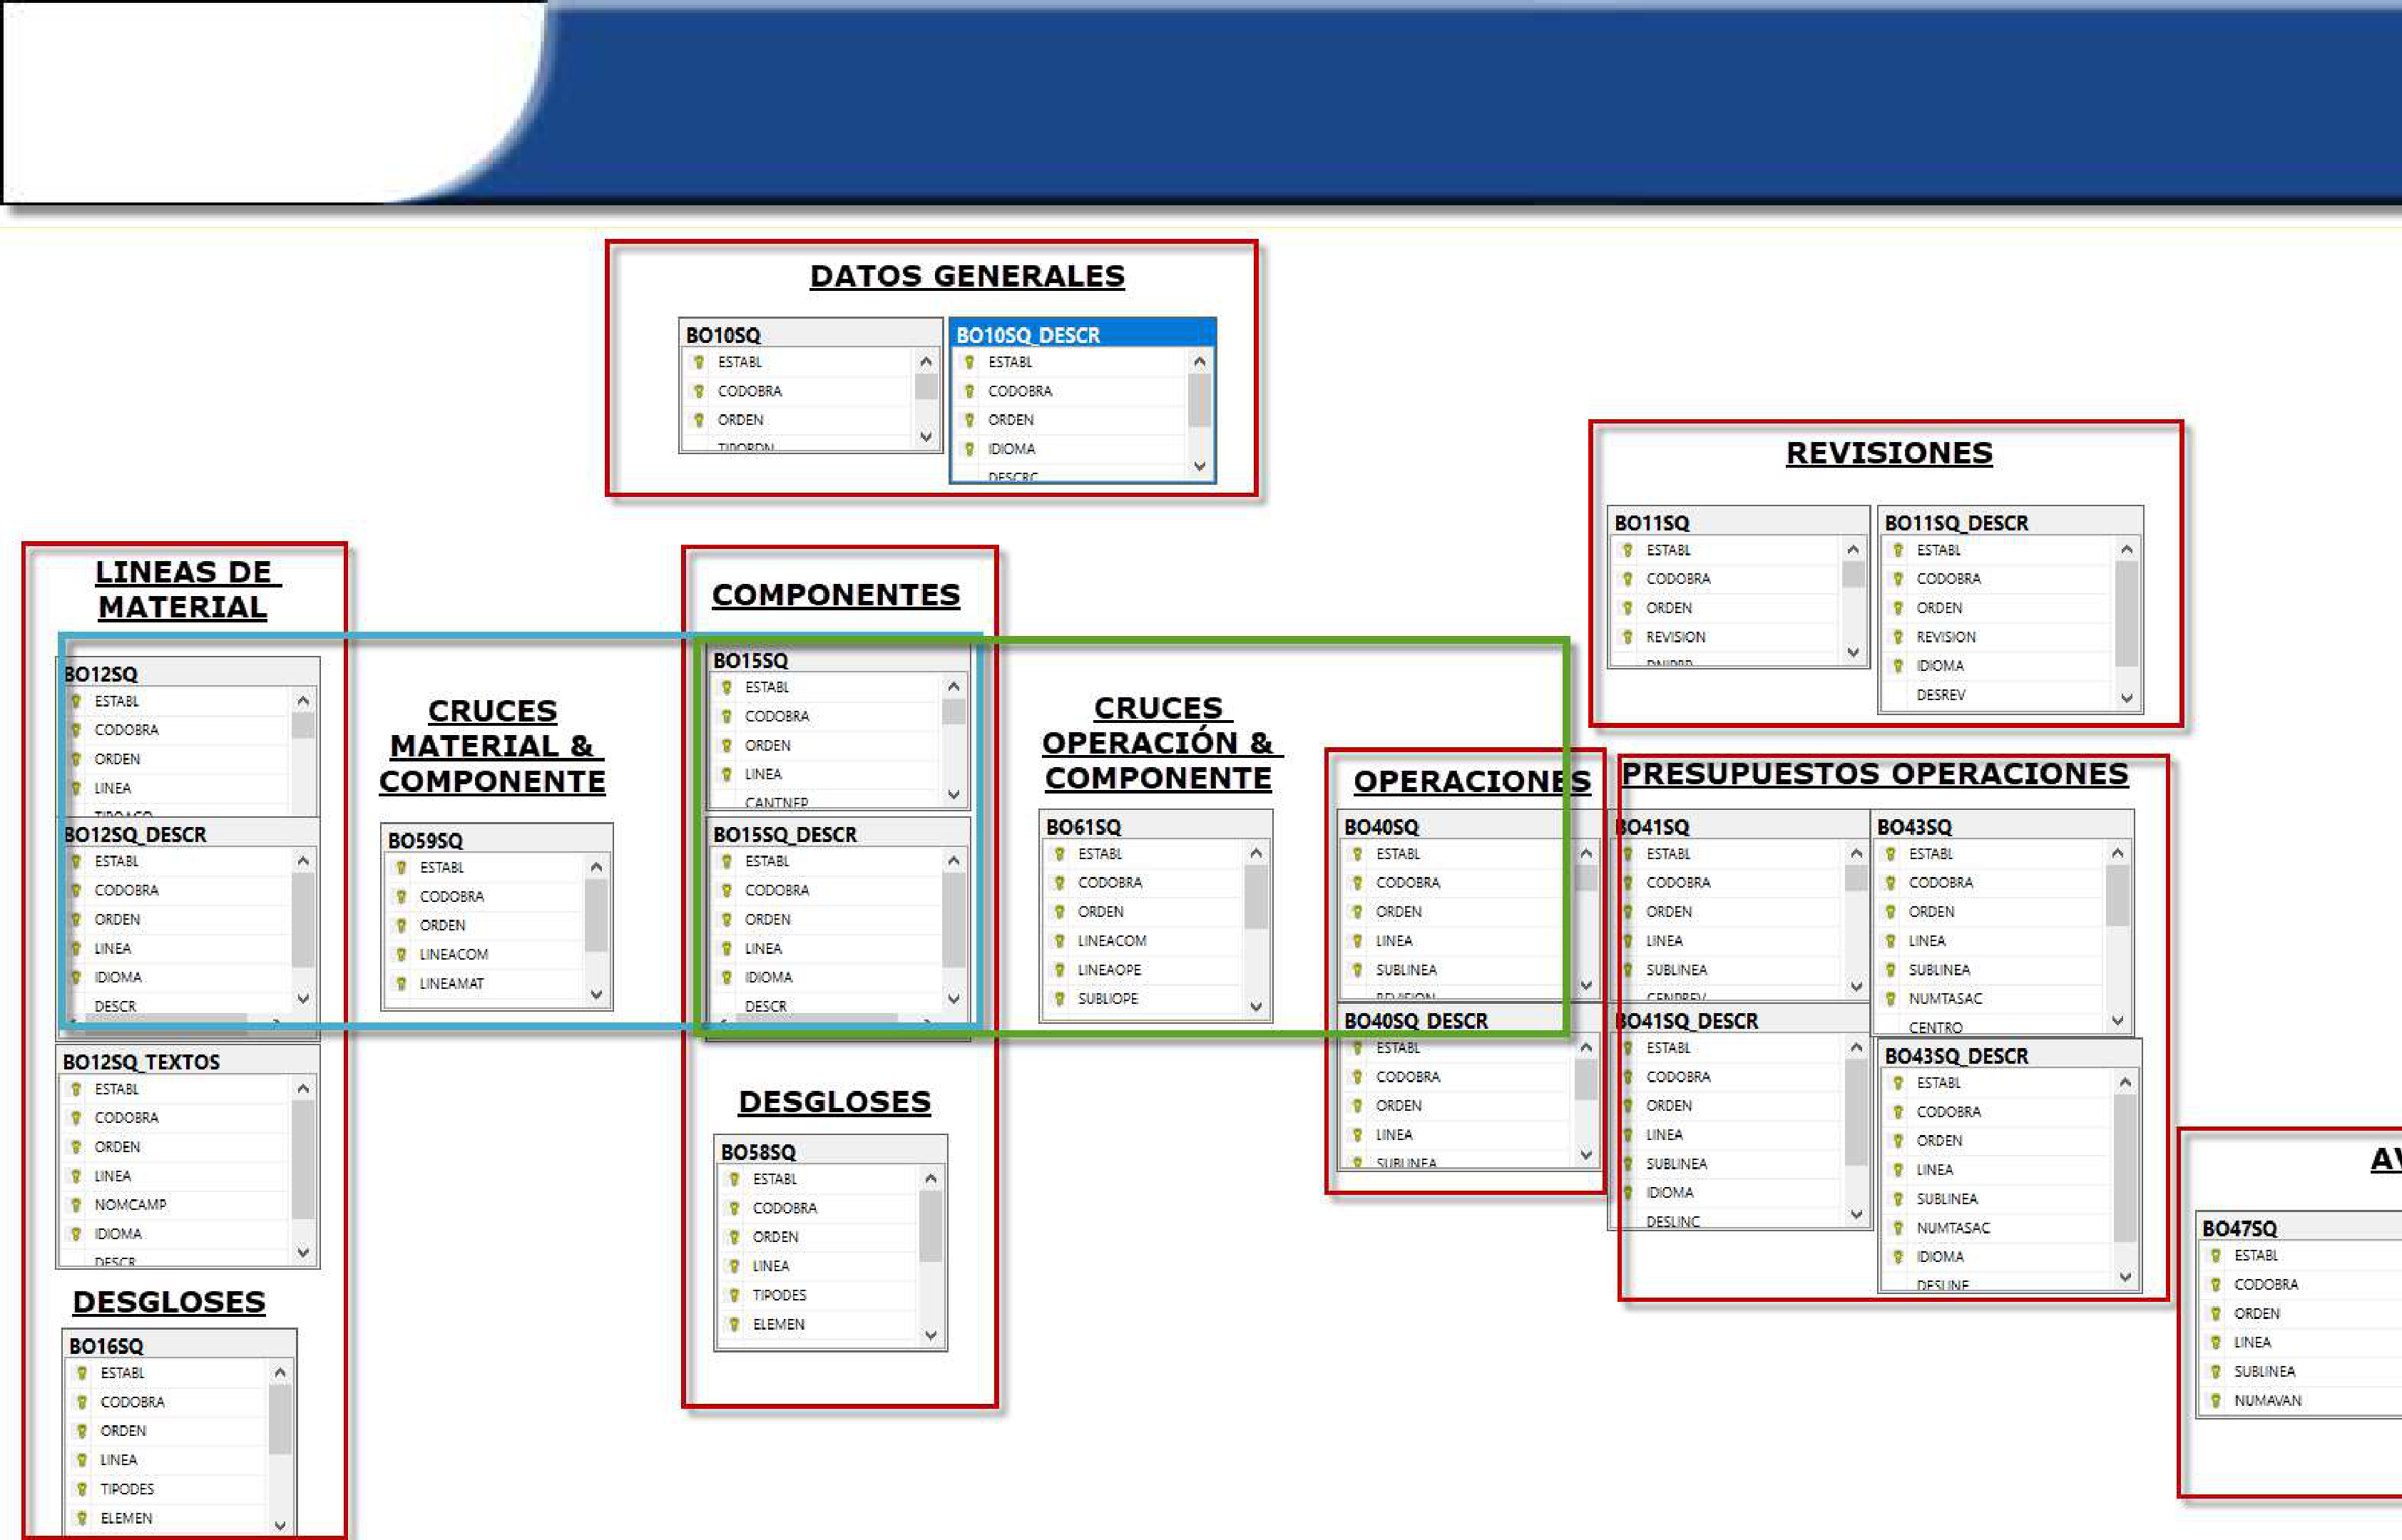 DATOS GENERALES
BO10SQ
ESTABL
CODOBRA
ORDEN
TIPORDN
BO10SQ_DESCR
ESTABL
CODOBRA
ORDEN
IDIOMA
DESCRC
REVISIONES
BO11SQ
ESTABL
CODOBRA
ORDEN
REVISION
BO11SQ_DESCR
ESTABL
CODOBRA
ORDEN
REVISION
IDIOMA
DESREV
LINEAS DE
MATERIAL
BO12SQ
ESTABL
CODOBRA
ORDEN
LINEA
BO12SQ_DESCR
ESTABL
CODOBRA
ORDEN
LINEA
IDIOMA
DESCR
BO12SQ_TEXTOS
ESTABL
CODOBRA
ORDEN
LINEA
NOMCAMP
IDIOMA
DESCR
DESGLOSES
BO16SQ
ESTABL
CODOBRA
ORDEN
LINEA
TIPODES
ELEMEN
CRUCES
MATERIAL &
COMPONENTE
BO59SQ
ESTABL
CODOBRA
ORDEN
LINEACOM
LINEAMAT
COMPONENTES
BO15SQ
ESTABL
CODOBRA
ORDEN
LINEA
CANTNEP
BO15SQ_DESCR
ESTABL
CODOBRA
ORDEN
LINEA
IDIOMA
DESCR
DESGLOSES
BO58SQ
ESTABL
CODOBRA
ORDEN
LINEA
TIPODES
ELEMEN
CRUCES
OPERACIÓN &
COMPONENTE
BO61SQ
ESTABL
CODOBRA
ORDEN
LINEACOM
LINEAOPE
SUBLIOPE
OPERACIONES
BO40SQ
ESTABL
CODOBRA
ORDEN
LINEA
SUBLINEA
REVISION
BO40SQ_DESCR
ESTABL
CODOBRA
ORDEN
LINEA
SUBLINEA
PRESUPUESTOS OPERACIONES
BO41SQ
ESTABL
CODOBRA
ORDEN
LINEA
SUBLINEA
CENPREV
BO41SQ_DESCR
ESTABL
CODOBRA
ORDEN
LINEA
SUBLINEA
IDIOMA
DESLINC
BO43SQ
ESTABL
CODOBRA
ORDEN
LINEA
SUBLINEA
NUMTASAC
CENTRO
BO43SQ_DESCR
ESTABL
CODOBRA
ORDEN
LINEA
SUBLINEA
NUMTASAC
IDIOMA
DESLINE
AV
BO47SQ
ESTABL
CODOBRA
ORDEN
LINEA
SUBLINEA
NUMAVAN